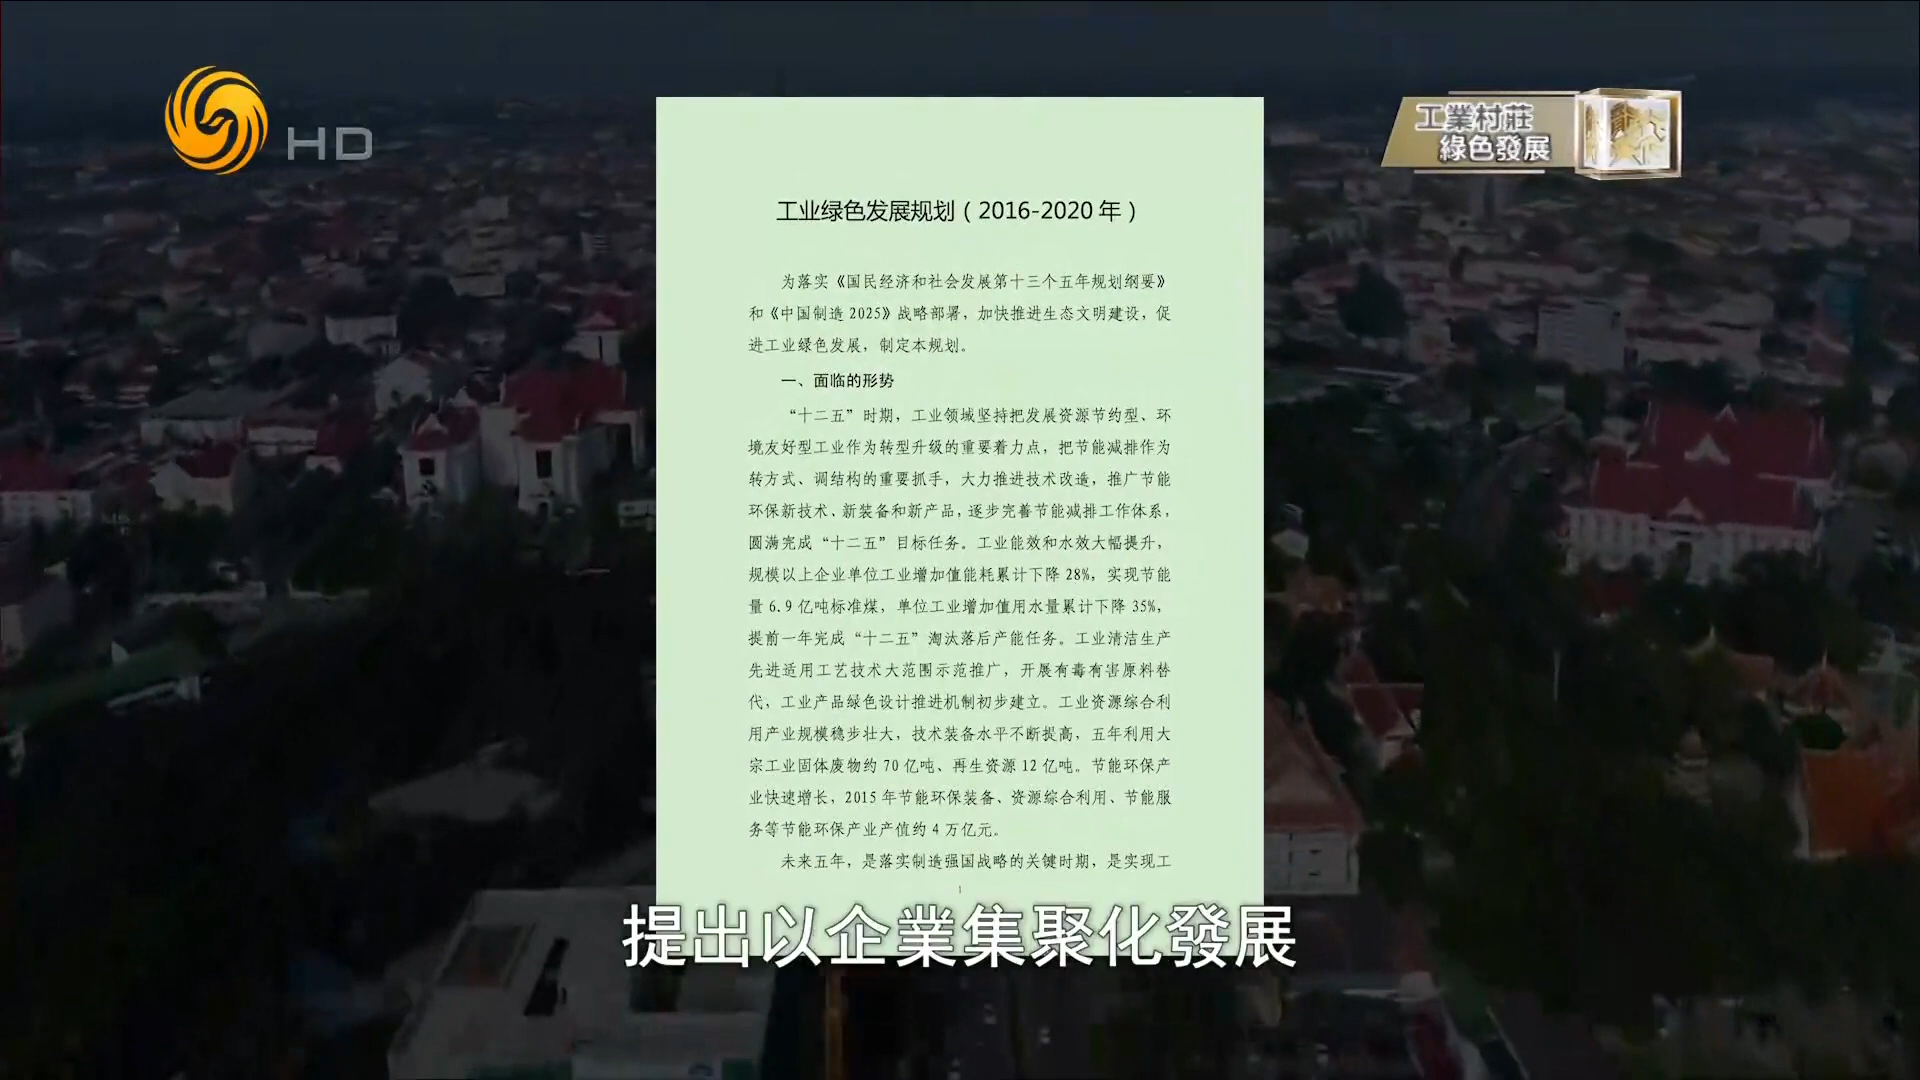 HD
工業村莊
綠色發展
工业绿色发展规划（2016-2020 年）
为落实《国民经济和社会发展第十三个五年规划纲要》
和《中国制造 2025》战略部署，加快推进生态文明建设，促
进工业绿色发展，制定本规划。
一、面临的形势
“十二五”时期，工业领域坚持把发展资源节约型、环
境友好型工业作为转型升级的重要着力点，把节能减排作为
转方式、调结构的重要抓手，大力推进技术改造，推广节能
环保新技术、新装备和新产品，逐步完善节能减排工作体系，
圆满完成“十二五”目标任务。工业能效和水效大幅提升，
规模以上企业单位工业增加值能耗累计下降 28%，实现节能
量 6.9 亿吨标准煤，单位工业增加值用水量累计下降 35%，
提前一年完成“十二五”淘汰落后产能任务。工业清洁生产
先进适用工艺技术大范围示范推广，开展有毒有害原料替
代，工业产品绿色设计推进机制初步建立。工业资源综合利
用产业规模稳步壮大，技术装备水平不断提高，五年利用大
宗工业固体废物约 70 亿吨、再生资源 12 亿吨。节能环保产
业快速增长，2015 年节能环保装备、资源综合利用、节能服
务等节能环保产业产值约 4 万亿元。
未来五年，是落实制造强国战略的关键时期，是实现工
1
提出以企業集聚化發展